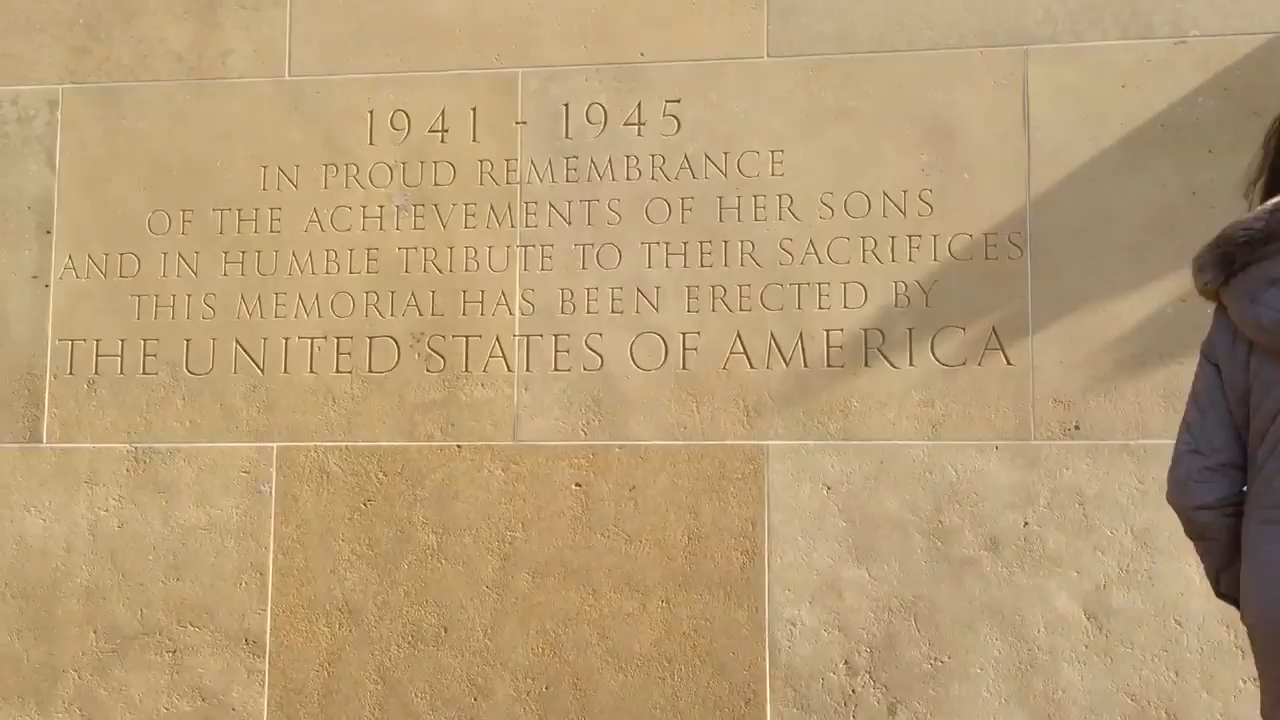 1941 - 1945
IN PROUD REMEMBRANCE
OF THE ACHIEVEMENTS OF HER SONS
AND IN HUMBLE TRIBUTE TO THEIR SACRIFICES
THIS MEMORIAL HAS BEEN ERECTED BY
THE UNITED STATES OF AMERICA